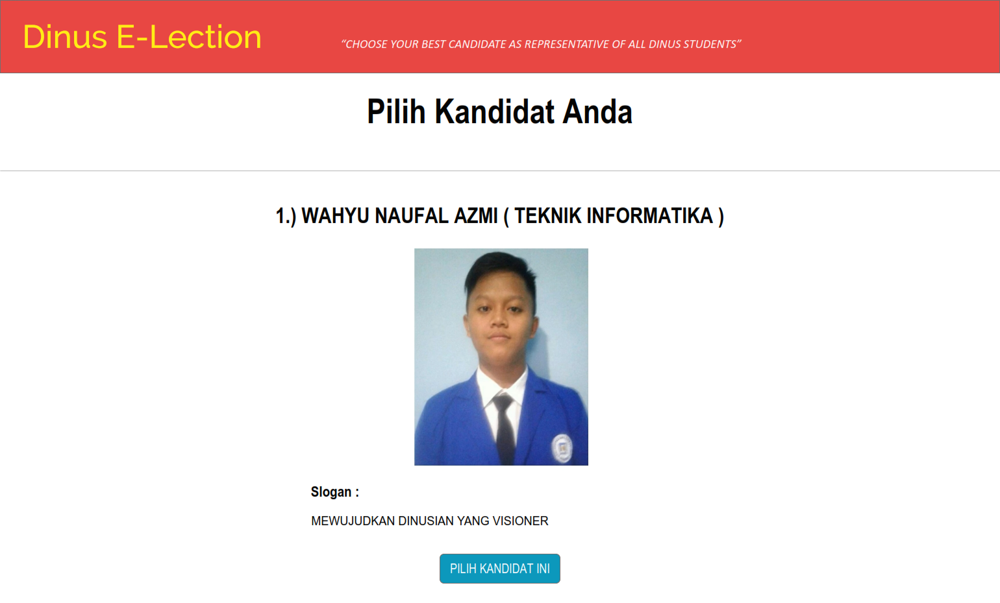 Dinus E-Lection
“CHOOSE YOUR BEST CANDIDATE AS REPRESENTATIVE OF ALL DINUS STUDENTS”
Pilih Kandidat Anda
1.) WAHYU NAUFAL AZMI ( TEKNIK INFORMATIKA )
Slogan :
MEWUJUDKAN DINUSIAN YANG VISIONER
PILIH KANDIDAT INI